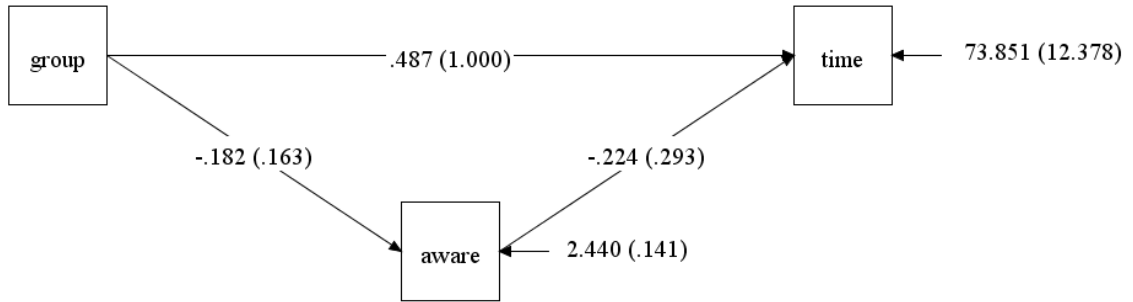 group
.487 (1.000)
time
73.851 (12.378)
-.182 (.163)
-.224 (.293)
aware
2.440 (.141)